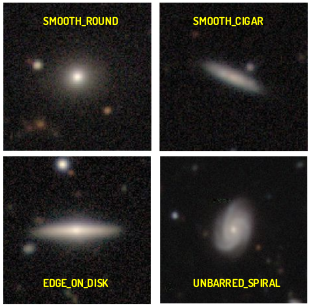 SMOOTH_ROUND
SMOOTH_CIGAR
EDGE_ON_DISK
UNBARRED_SPIRAL